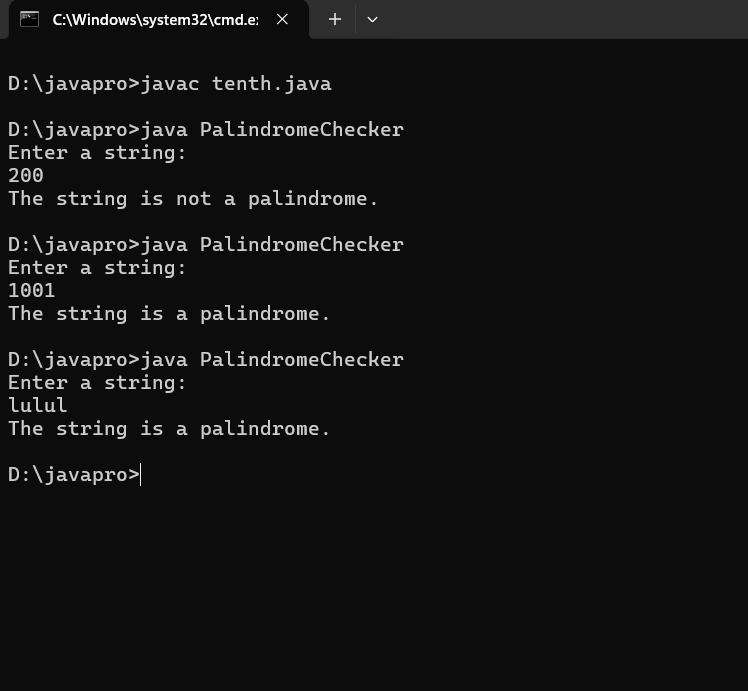 C:\Windows\system32\cmd.e
D:\javapro>javac tenth.java
D:\javapro>java PalindromeChecker
Enter a string:
200
The string is not a palindrome.
D:\javapro>java PalindromeChecker
Enter a string:
1001
The string is a palindrome.
D:\javapro>java PalindromeChecker
Enter a string:
lulul
The string is a palindrome.
D:\javapro>